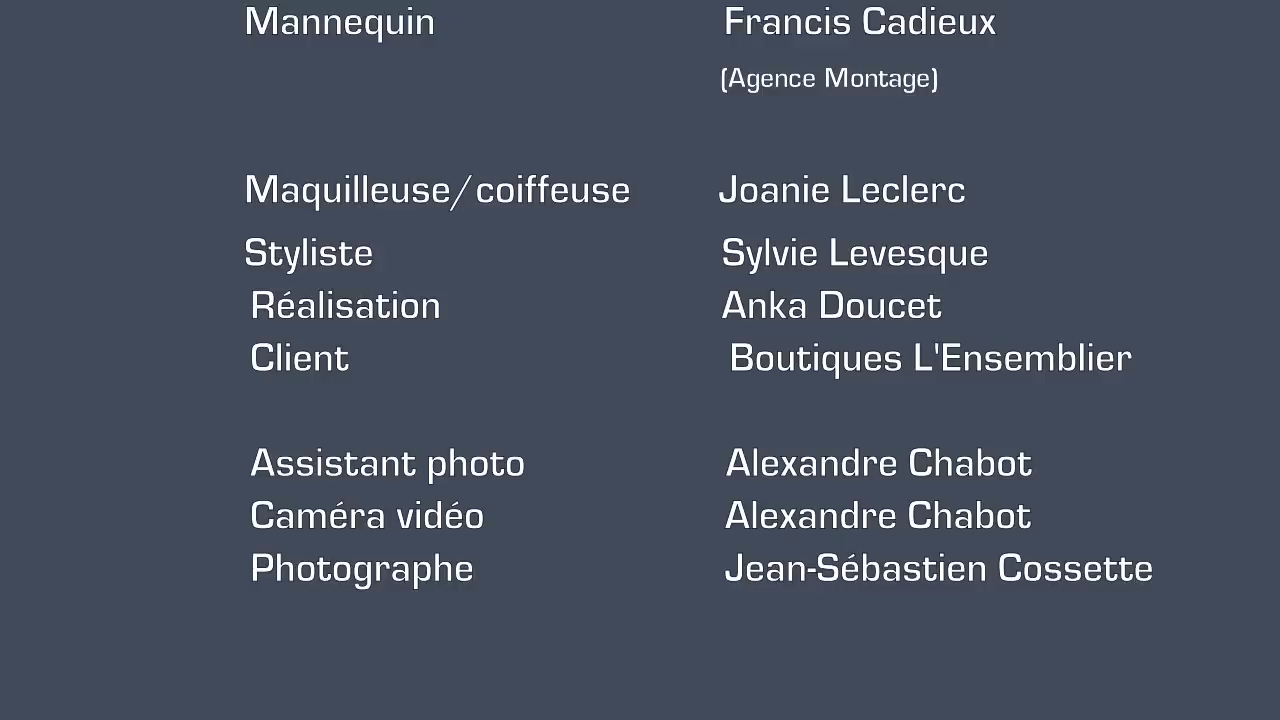 Mannequin Francis Cadieux
(Agence Montage)
Maquilleuse/coiffeuse Joanie Leclerc
Styliste Sylvie Levesque
Réalisation Anka Doucet
Client Boutiques L'Ensemblier
Assistant photo Alexandre Chabot
Caméra vidéo Alexandre Chabot
Photographe Jean-Sébastien Cossette